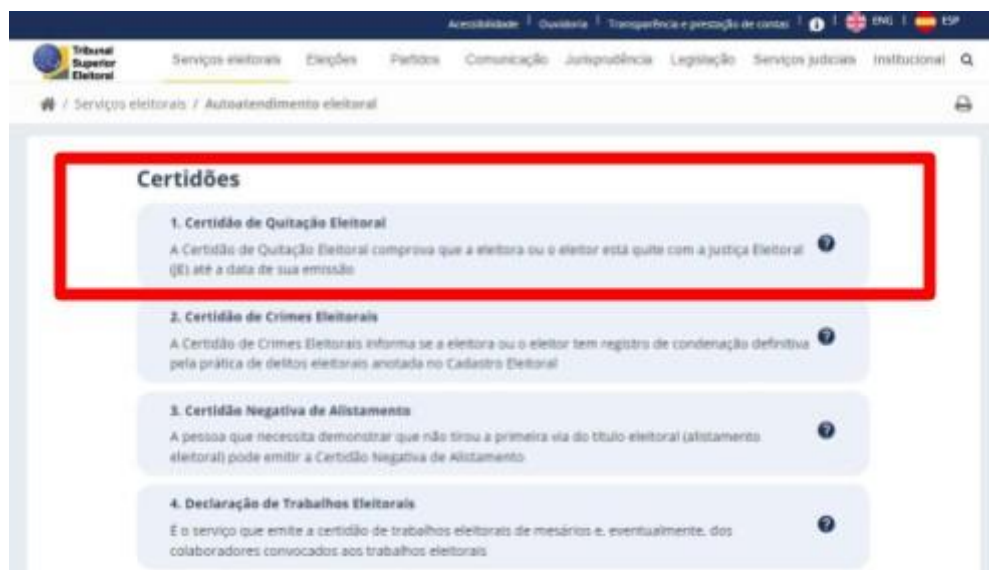 Acessibilidade | Ouvidoria | Transparência e prestação de contas | ENG | ESP
Tribunal
Superior
Eleitoral
Serviços eleitorais Eleições Partidos Comunicação Jurisprudência Legislação Serviços judiciais Institucional
/ Serviços eleitorais / Autoatendimento eleitoral
Certidões
1. Certidão de Quitação Eleitoral
A Certidão de Quitação Eleitoral comprova que a eleitora ou o eleitor está quite com a justiça Eleitoral
(JE) até a data de sua emissão
2. Certidão de Crimes Eleitorais
A Certidão de Crimes Eleitorais informa se a eleitora ou o eleitor tem registro de condenação definitiva
pela prática de delitos eleitorais anotada no Cadastro Eleitoral
3. Certidão Negativa de Alistamento
A pessoa que necessita demonstrar que não tirou a primeira via do título eleitoral (alistamento
eleitoral) pode emitir a Certidão Negativa de Alistamento
4. Declaração de Trabalhos Eleitorais
É o serviço que emite a certidão de trabalhos eleitorais de mesários e, eventualmente, dos
colaboradores convocados aos trabalhos eleitorais